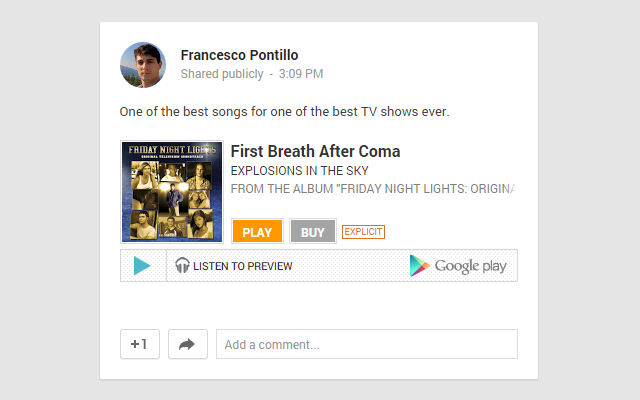 Francesco Pontillo
Shared publicly - 3:09 PM
One of the best songs for one of the best TV shows ever.
FRIDAY NIGHT LIGHTS
ORIGINAL TELEVISION SOUNDTRACK
First Breath After Coma
EXPLOSIONS IN THE SKY
FROM THE ALBUM "FRIDAY NIGHT LIGHTS: ORIGINA
PLAY BUY EXPLICIT
LISTEN TO PREVIEW Google play
+1 Add a comment...